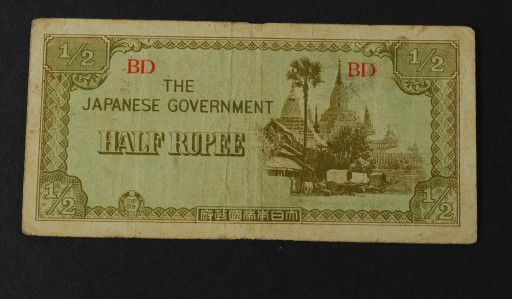 1/2
1/2
BD
BD
THE
JAPANESE GOVERNMENT
HALF RUPEE
1/2
1/2
大日本帝國政府